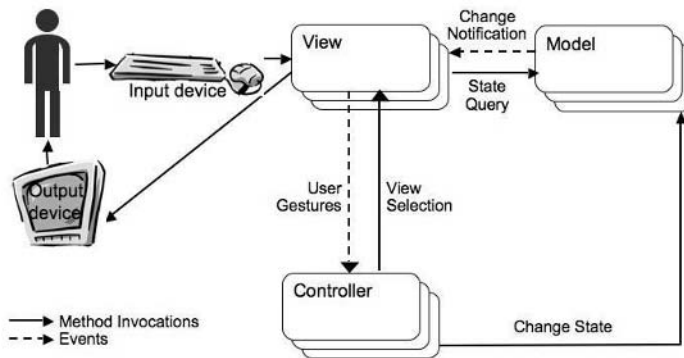 View
Change
Notification
Model
Input device
State
Query
Output
device
User
Gestures
View
Selection
Controller
Method Invocations
Events
Change State